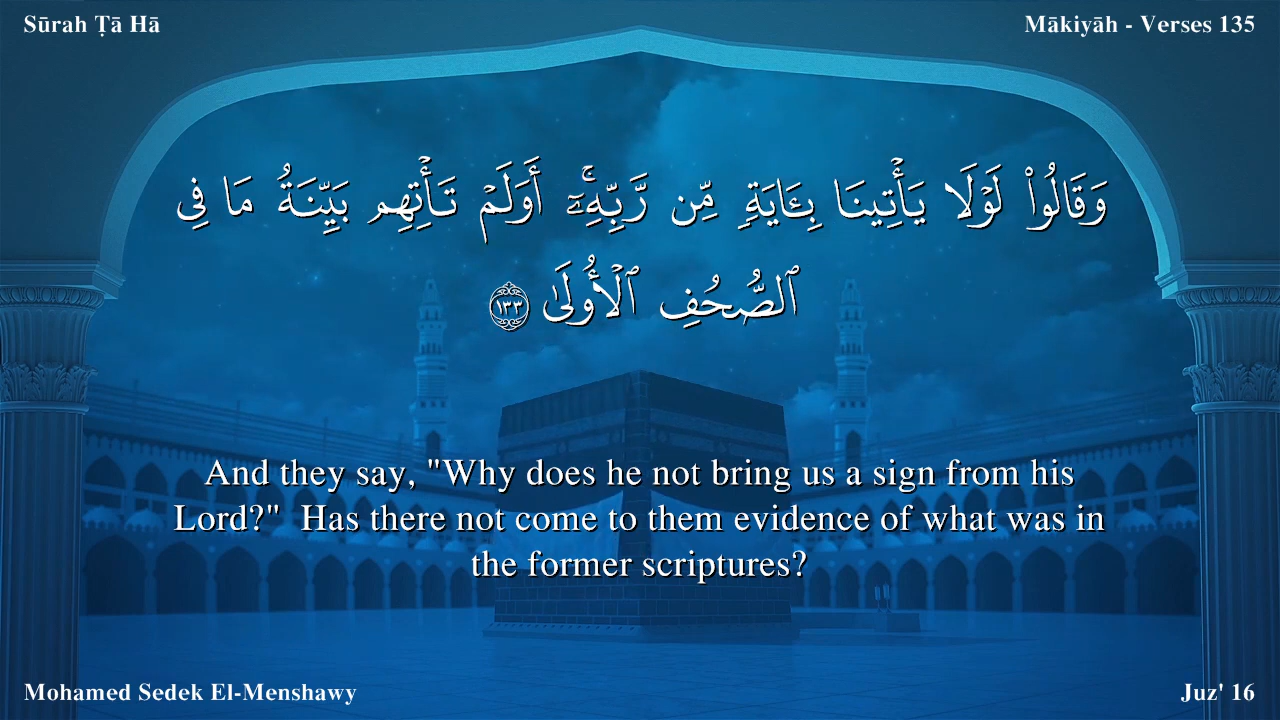 Sūrah Ṭā Hā
Mākiyāh - Verses 135
وَقَالُوا۟ لَوْلَا يَأْتِينَا بِـَٔايَةٍ مِّن رَّبِّهِۦٓ ۚ أَوَلَمْ تَأْتِهِم بَيِّنَةُ مَا فِى
ٱلصُّحُفِ ٱلْأُولَىٰ ١٣٣
And they say, "Why does he not bring us a sign from his
Lord?" Has there not come to them evidence of what was in
the former scriptures?
Mohamed Sedek El-Menshawy
Juz' 16